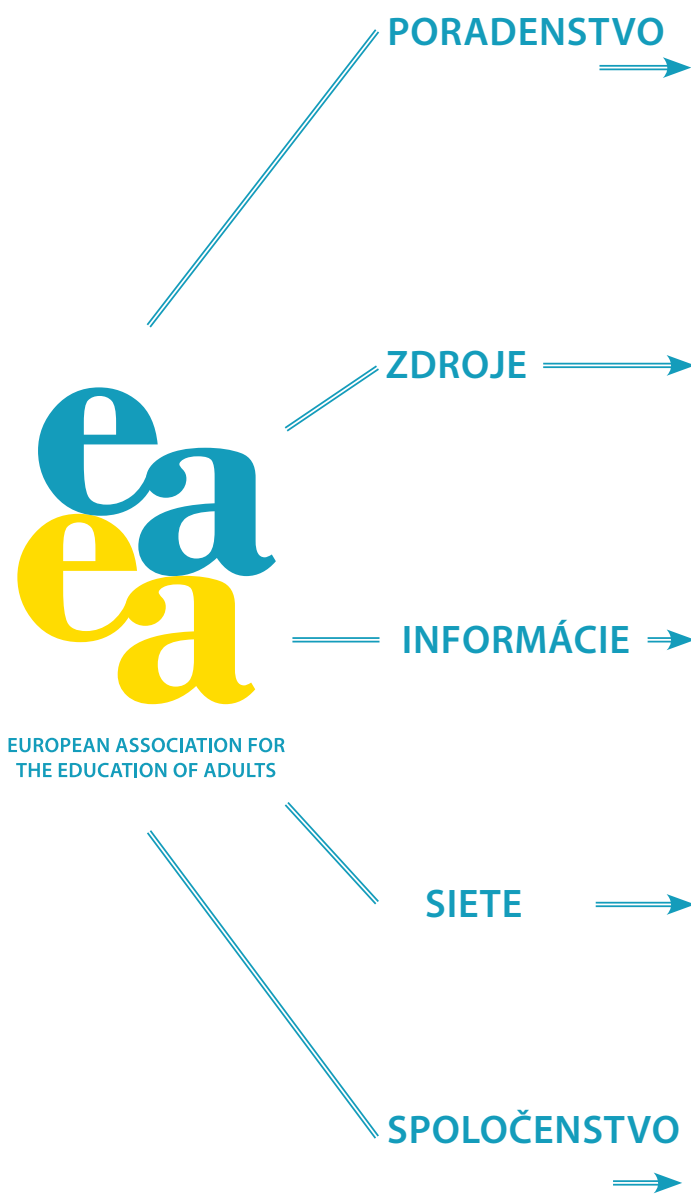 PORADENSTVO
ZDROJE
ea
ea
INFORMÁCIE
EUROPEAN ASSOCIATION FOR
THE EDUCATION OF ADULTS
SIETE
SPOLOČENSTVO